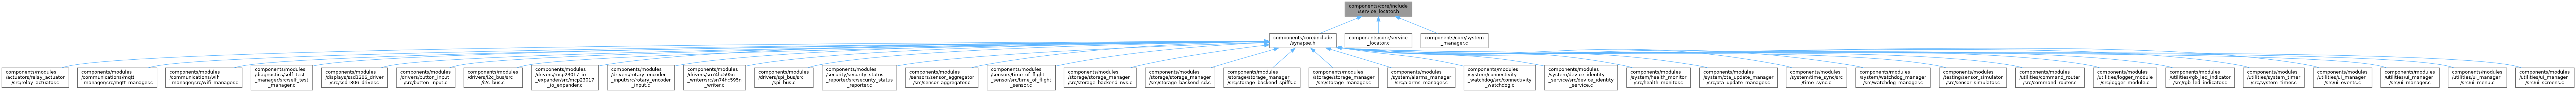 components/core/include
/service_locator.h
components/core/include
/synapse.h
components/core/service
_locator.c
components/core/system
_manager.c
components/modules
/actuators/relay_actuator
/src/relay_actuator.c
components/modules
/communications/mqtt
_manager/src/mqtt_manager.c
components/modules
/communications/wifi
_manager/src/wifi_manager.c
components/modules
/diagnostics/self_test
_manager/src/self_test
_manager.c
components/modules
/displays/ssd1306_driver
/src/ssd1306_driver.c
components/modules
/drivers/button_input
/src/button_input.c
components/modules
/drivers/i2c_bus/src
/i2c_bus.c
components/modules
/drivers/mcp23017_io
_expander/src/mcp23017
_io_expander.c
components/modules
/drivers/rotary_encoder
_input/src/rotary_encoder
_input.c
components/modules
/drivers/sn74hc595n
_writer/src/sn74hc595n
_writer.c
components/modules
/drivers/spi_bus/src
/spi_bus.c
components/modules
/security/security_status
_reporter/src/security_status
_reporter.c
components/modules
/sensors/sensor_aggregator
/src/sensor_aggregator.c
components/modules
/sensors/time_of_flight
_sensor/src/time_of_flight
_sensor.c
components/modules
/storage/storage_manager
/src/storage_backend_nvs.c
components/modules
/storage/storage_manager
/src/storage_backend_sd.c
components/modules
/storage/storage_manager
/src/storage_backend_spiffs.c
components/modules
/storage/storage_manager
/src/storage_manager.c
components/modules
/system/alarms_manager
/src/alarms_manager.c
components/modules
/system/connectivity
_watchdog/src/connectivity
_watchdog.c
components/modules
/system/device_identity
_service/src/device_identity
_service.c
components/modules
/system/health_monitor
/src/health_monitor.c
components/modules
/system/ota_update_manager
/src/ota_update_manager.c
components/modules
/system/time_sync/src
/time_sync.c
components/modules
/system/watchdog_manager
/src/watchdog_manager.c
components/modules
/testing/sensor_simulator
/src/sensor_simulator.c
components/modules
/utilities/command_router
/src/command_router.c
components/modules
/utilities/logger_module
/src/logger_module.c
components/modules
/utilities/rgb_led_indicator
/src/rgb_led_indicator.c
components/modules
/utilities/system_timer
/src/system_timer.c
components/modules
/utilities/ui_manager
/src/ui_events.c
components/modules
/utilities/ui_manager
/src/ui_manager.c
components/modules
/utilities/ui_manager
/src/ui_menu.c
components/modules
/utilities/ui_manager
/src/ui_screens.c